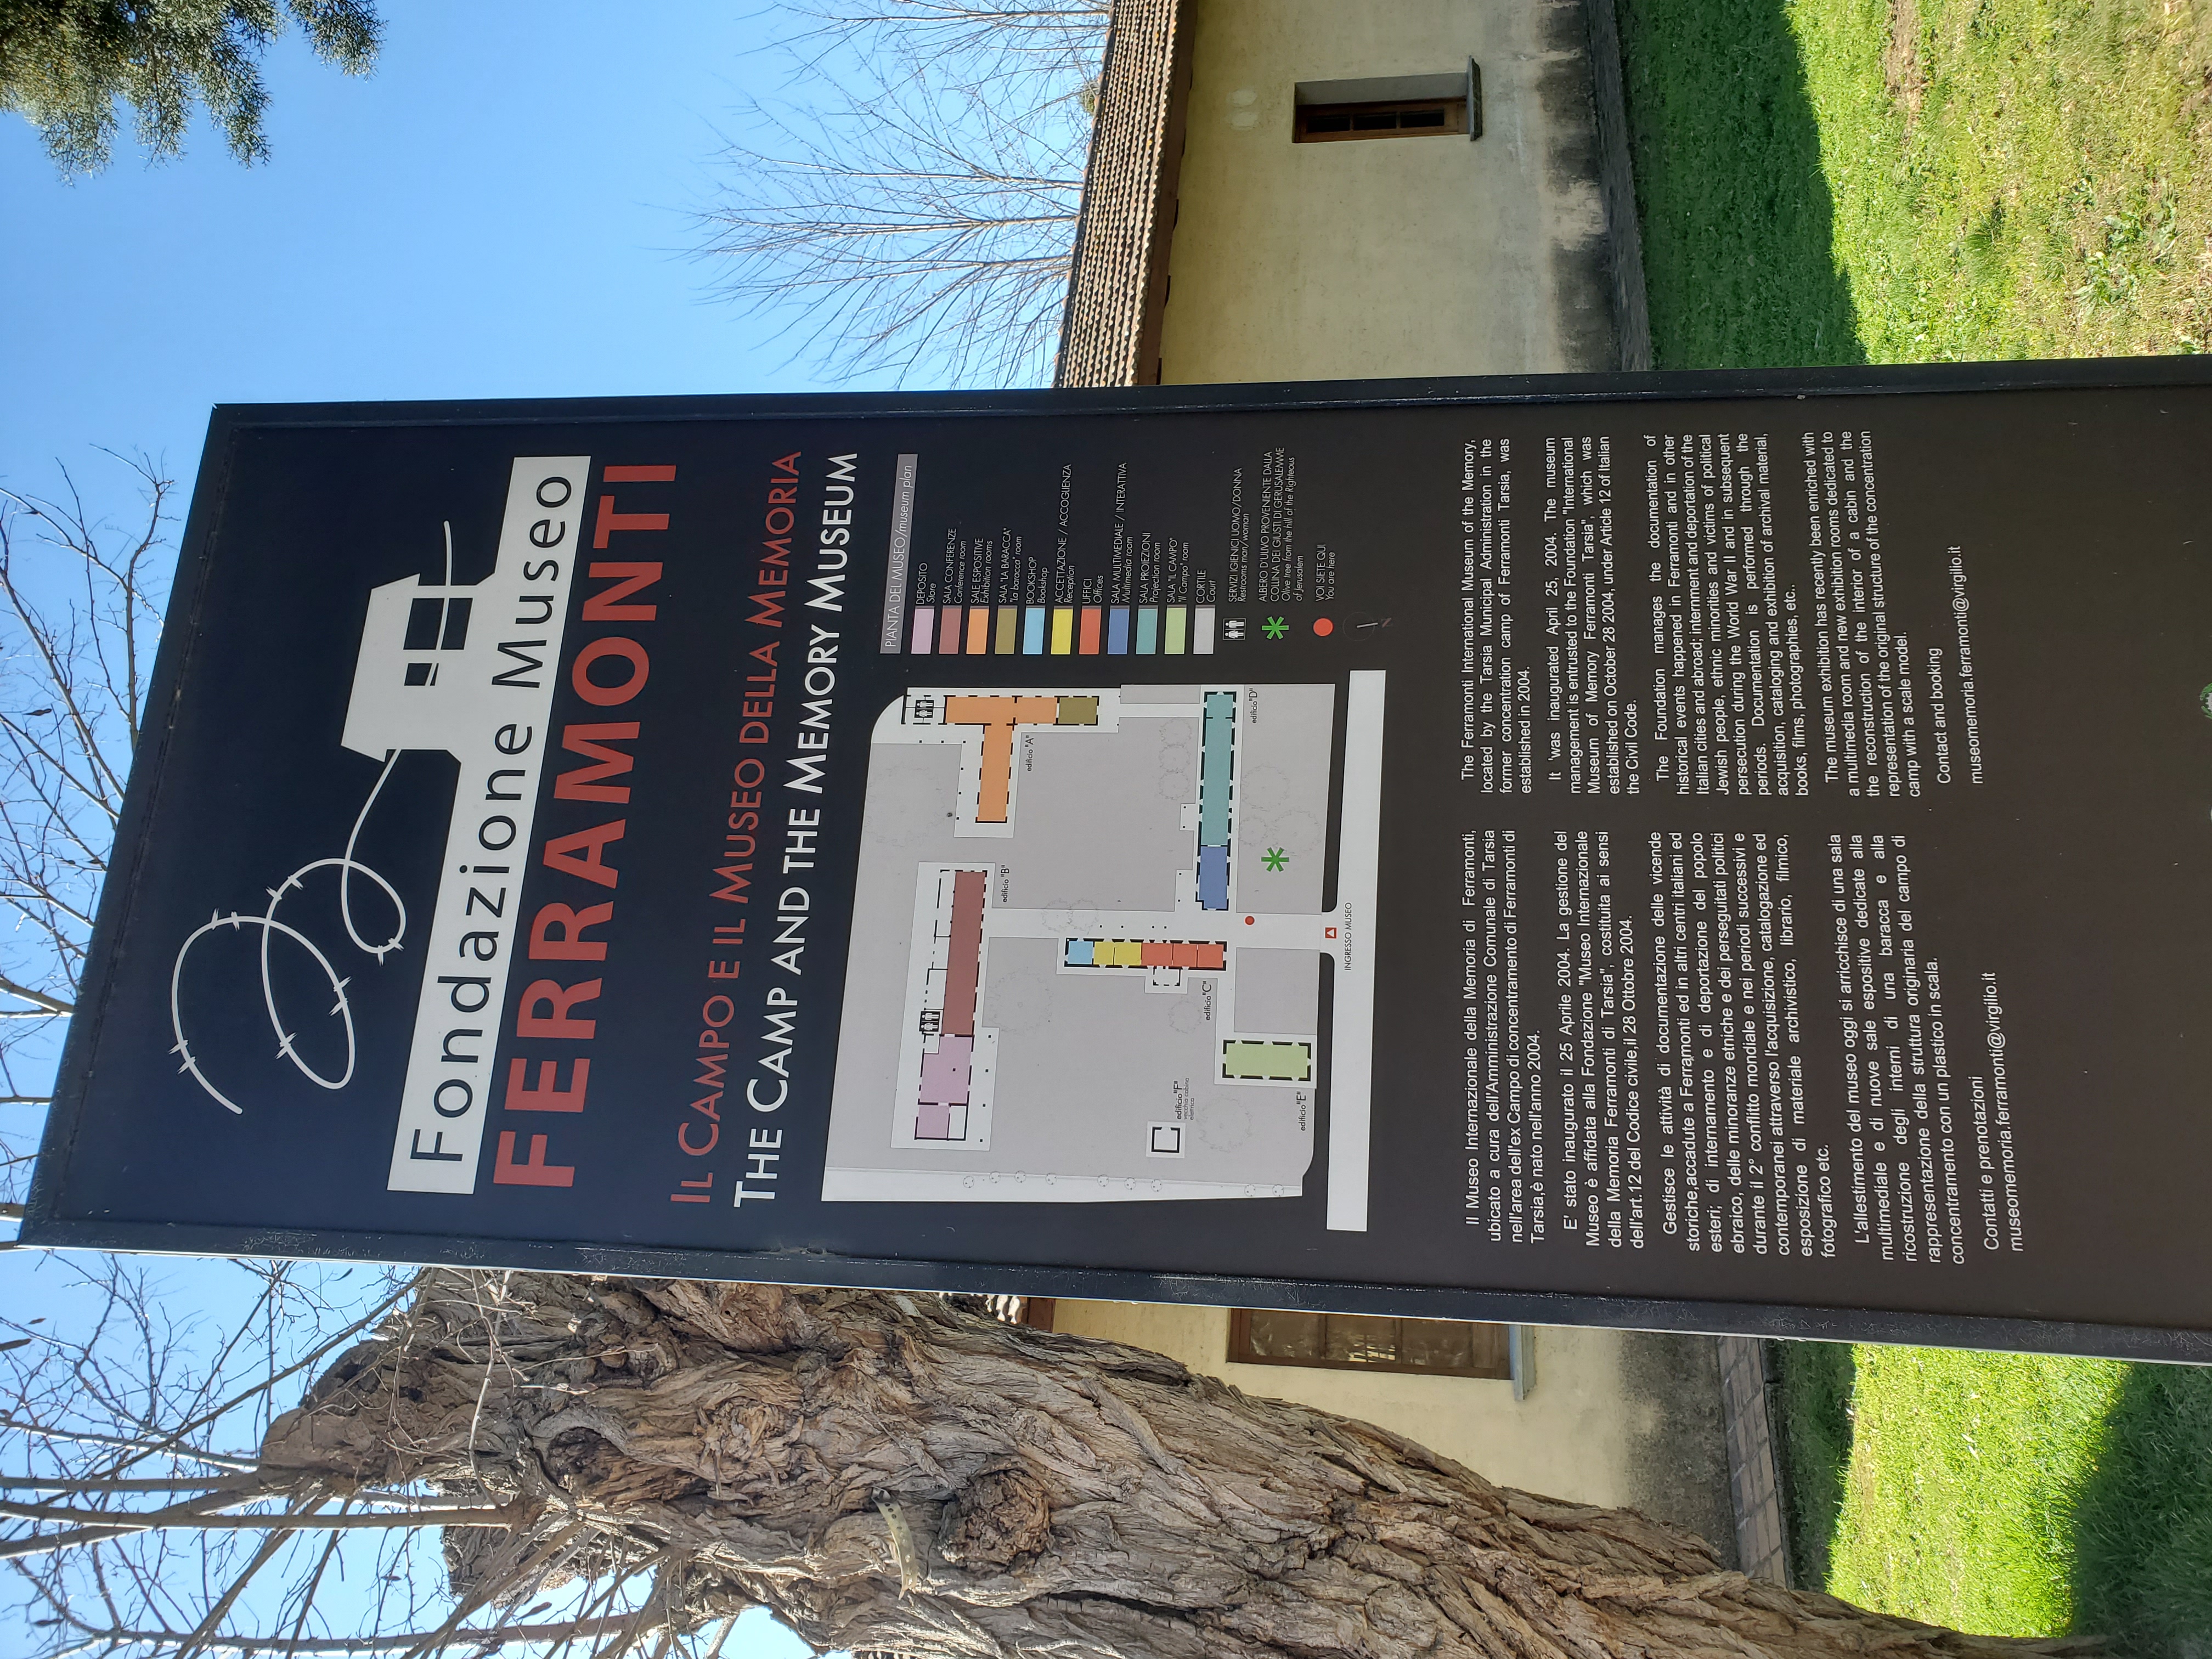 Fondazione Museo
FERRAMONTI
IL CAMPO E IL MUSEO DELLA MEMORIA
THE CAMP AND THE MEMORY MUSEUM
PIANTA DEL MUSEO/museum plan
DEPOSITO
Store
SALA CONFERENZE
Conference room
SALE ESPOSITIVE
Exhibition rooms
SALA "LA BARACCA"
"La baracca" room
BOOKSHOP
Bookshop
ACCETTAZIONE / ACCOGLIENZA
Reception
UFFICI
Offices
SALA MULTIMEDIALE / INTERATIVA
Multimedia room
SALA PROIEZIONI
Projection room
SALA "IL CAMPO"
"Il Campo" room
CORTILE
Court
SERVIZI IGIENICI UOMO/DONNA
Restrooms man/woman
ALBERO D'ULIVO PROVENIENTE DALLA
COLLINA DEI GIUSTI DI GERUSALEMME
Olive tree from the hill of the Righteous
of Jerusalem
VOI SIETE QUI
You are here
edificio "A"
edificio "B"
edificio "C"
edificio "D"
edificio "E"
edificio "F"
vecchia cabina
elettrica
INGRESSO MUSEO
Il Museo Internazionale della Memoria di Ferramonti,
ubicato a cura dell'Amministrazione Comunale di Tarsia
nell'area dell'ex Campo di concentramento di Ferramonti di
Tarsia,è nato nell'anno 2004.
E' stato inaugurato il 25 Aprile 2004. La gestione del
Museo è affidata alla Fondazione "Museo Internazionale
della Memoria Ferramonti di Tarsia", costituita ai sensi
dell'art.12 del Codice civile,il 28 Ottobre 2004.
Gestisce le attività di documentazione delle vicende
storiche,accadute a Ferramonti ed in altri centri italiani ed
esteri; di internamento e di deportazione del popolo
ebraico, delle minoranze etniche e dei perseguitati politici
durante il 2° conflitto mondiale e nei periodi successivi e
contemporanei attraverso l'acquisizione, catalogazione ed
esposizione di materiale archivistico, librario, filmico,
fotografico etc.
L'allestimento del museo oggi si arricchisce di una sala
multimediale e di nuove sale espositive dedicate alla
ricostruzione degli interni di una baracca e alla
rappresentazione della struttura originaria del campo di
concentramento con un plastico in scala.
Contatti e prenotazioni
museomemoria.ferramonti@virgilio.it
The Ferramonti International Museum of the Memory,
located by the Tarsia Municipal Administration in the
former concentration camp of Ferramonti Tarsia, was
established in 2004.
It 'was inaugurated April 25, 2004. The museum
management is entrusted to the Foundation "International
Museum of Memory Ferramonti Tarsia", which was
established on October 28 2004, under Article 12 of Italian
the Civil Code.
The Foundation manages the documentation of
historical events happened in Ferramonti and in other
Italian cities and abroad; internment and deportation of the
Jewish people, ethnic minorities and victims of political
persecution during the World War II and in subsequent
periods. Documentation is performed through the
acquisition, cataloging and exhibition of archival material,
books, films, photographies, etc..
The museum exhibition has recently been enriched with
a multimedia room and new exhibition rooms dedicated to
the reconstruction of the interior of a cabin and the
representation of the original structure of the concentration
camp with a scale model.
Contact and booking
museomemoria.ferramonti@virgilio.it